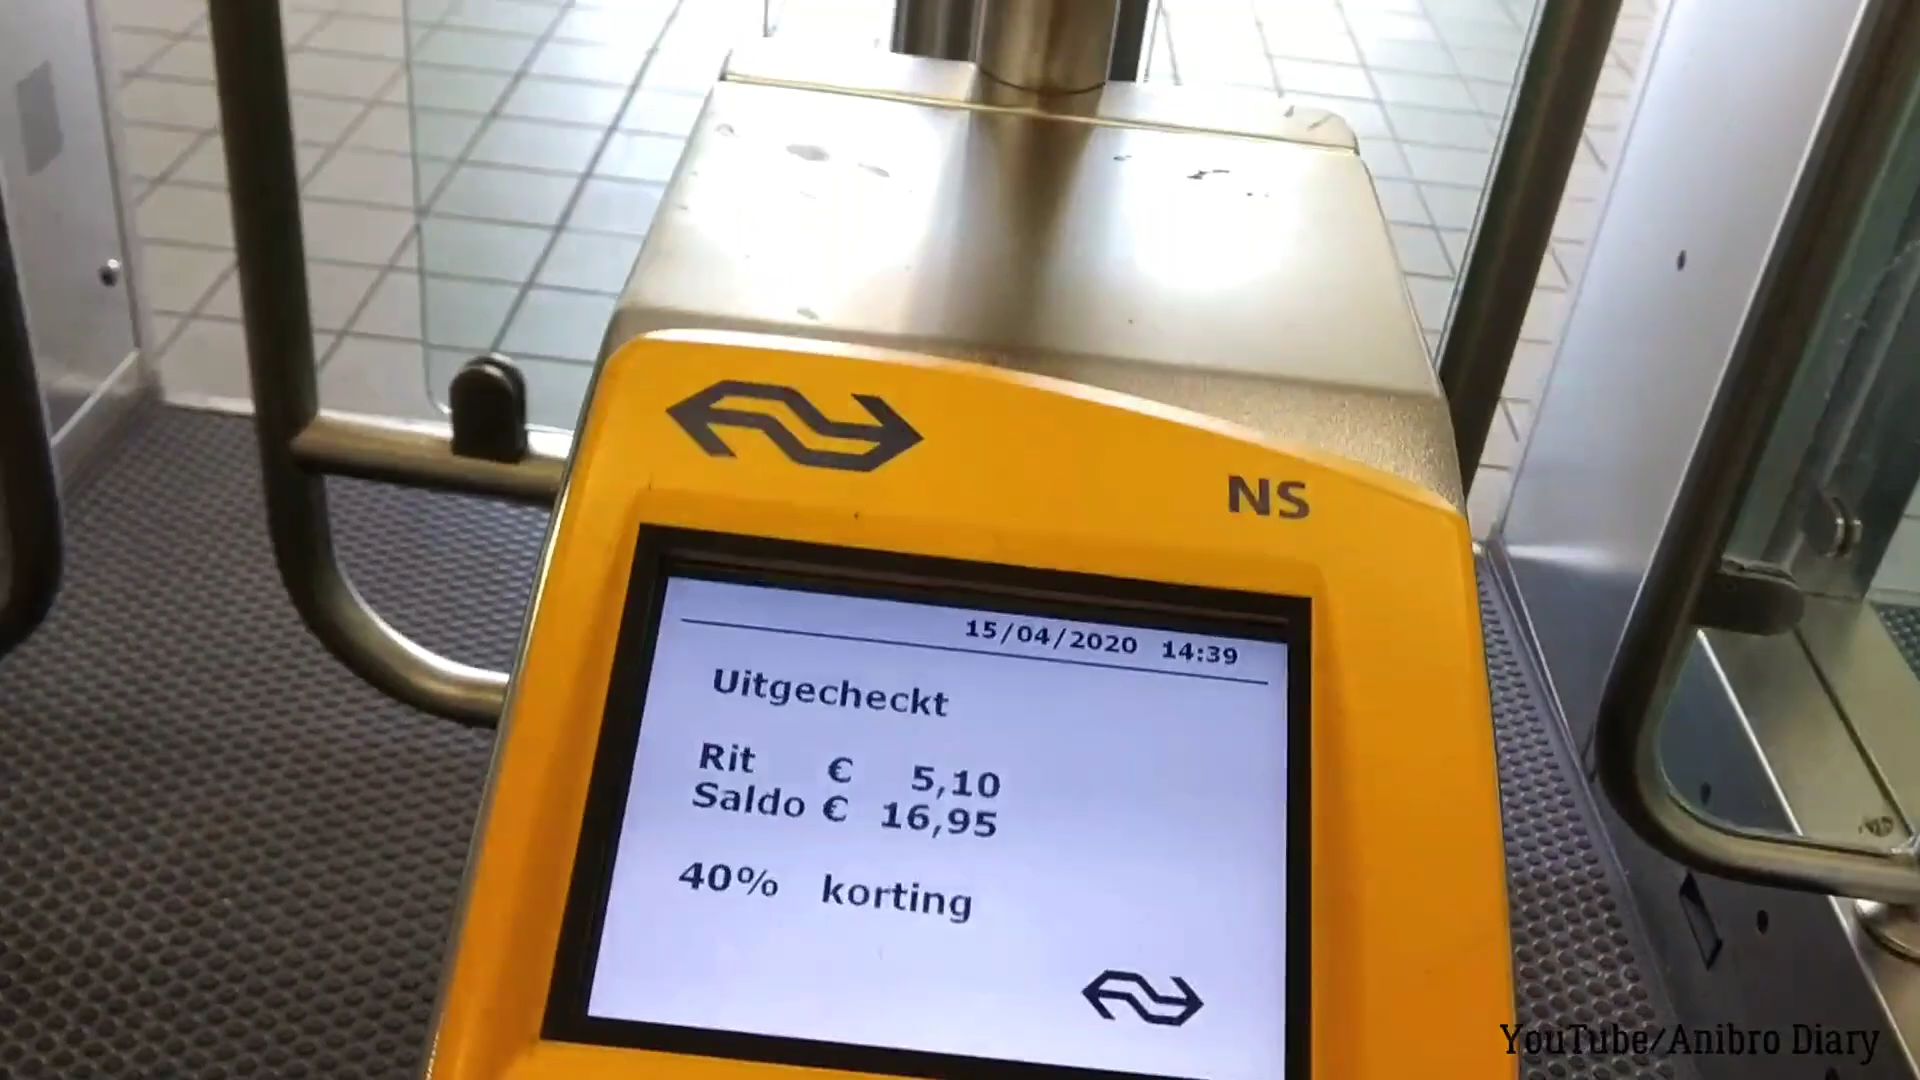 NS
15/04/2020 14:39
Uitgecheckt
Rit € 5,10
Saldo € 16,95
40% korting
YouTube/Anibro Diary